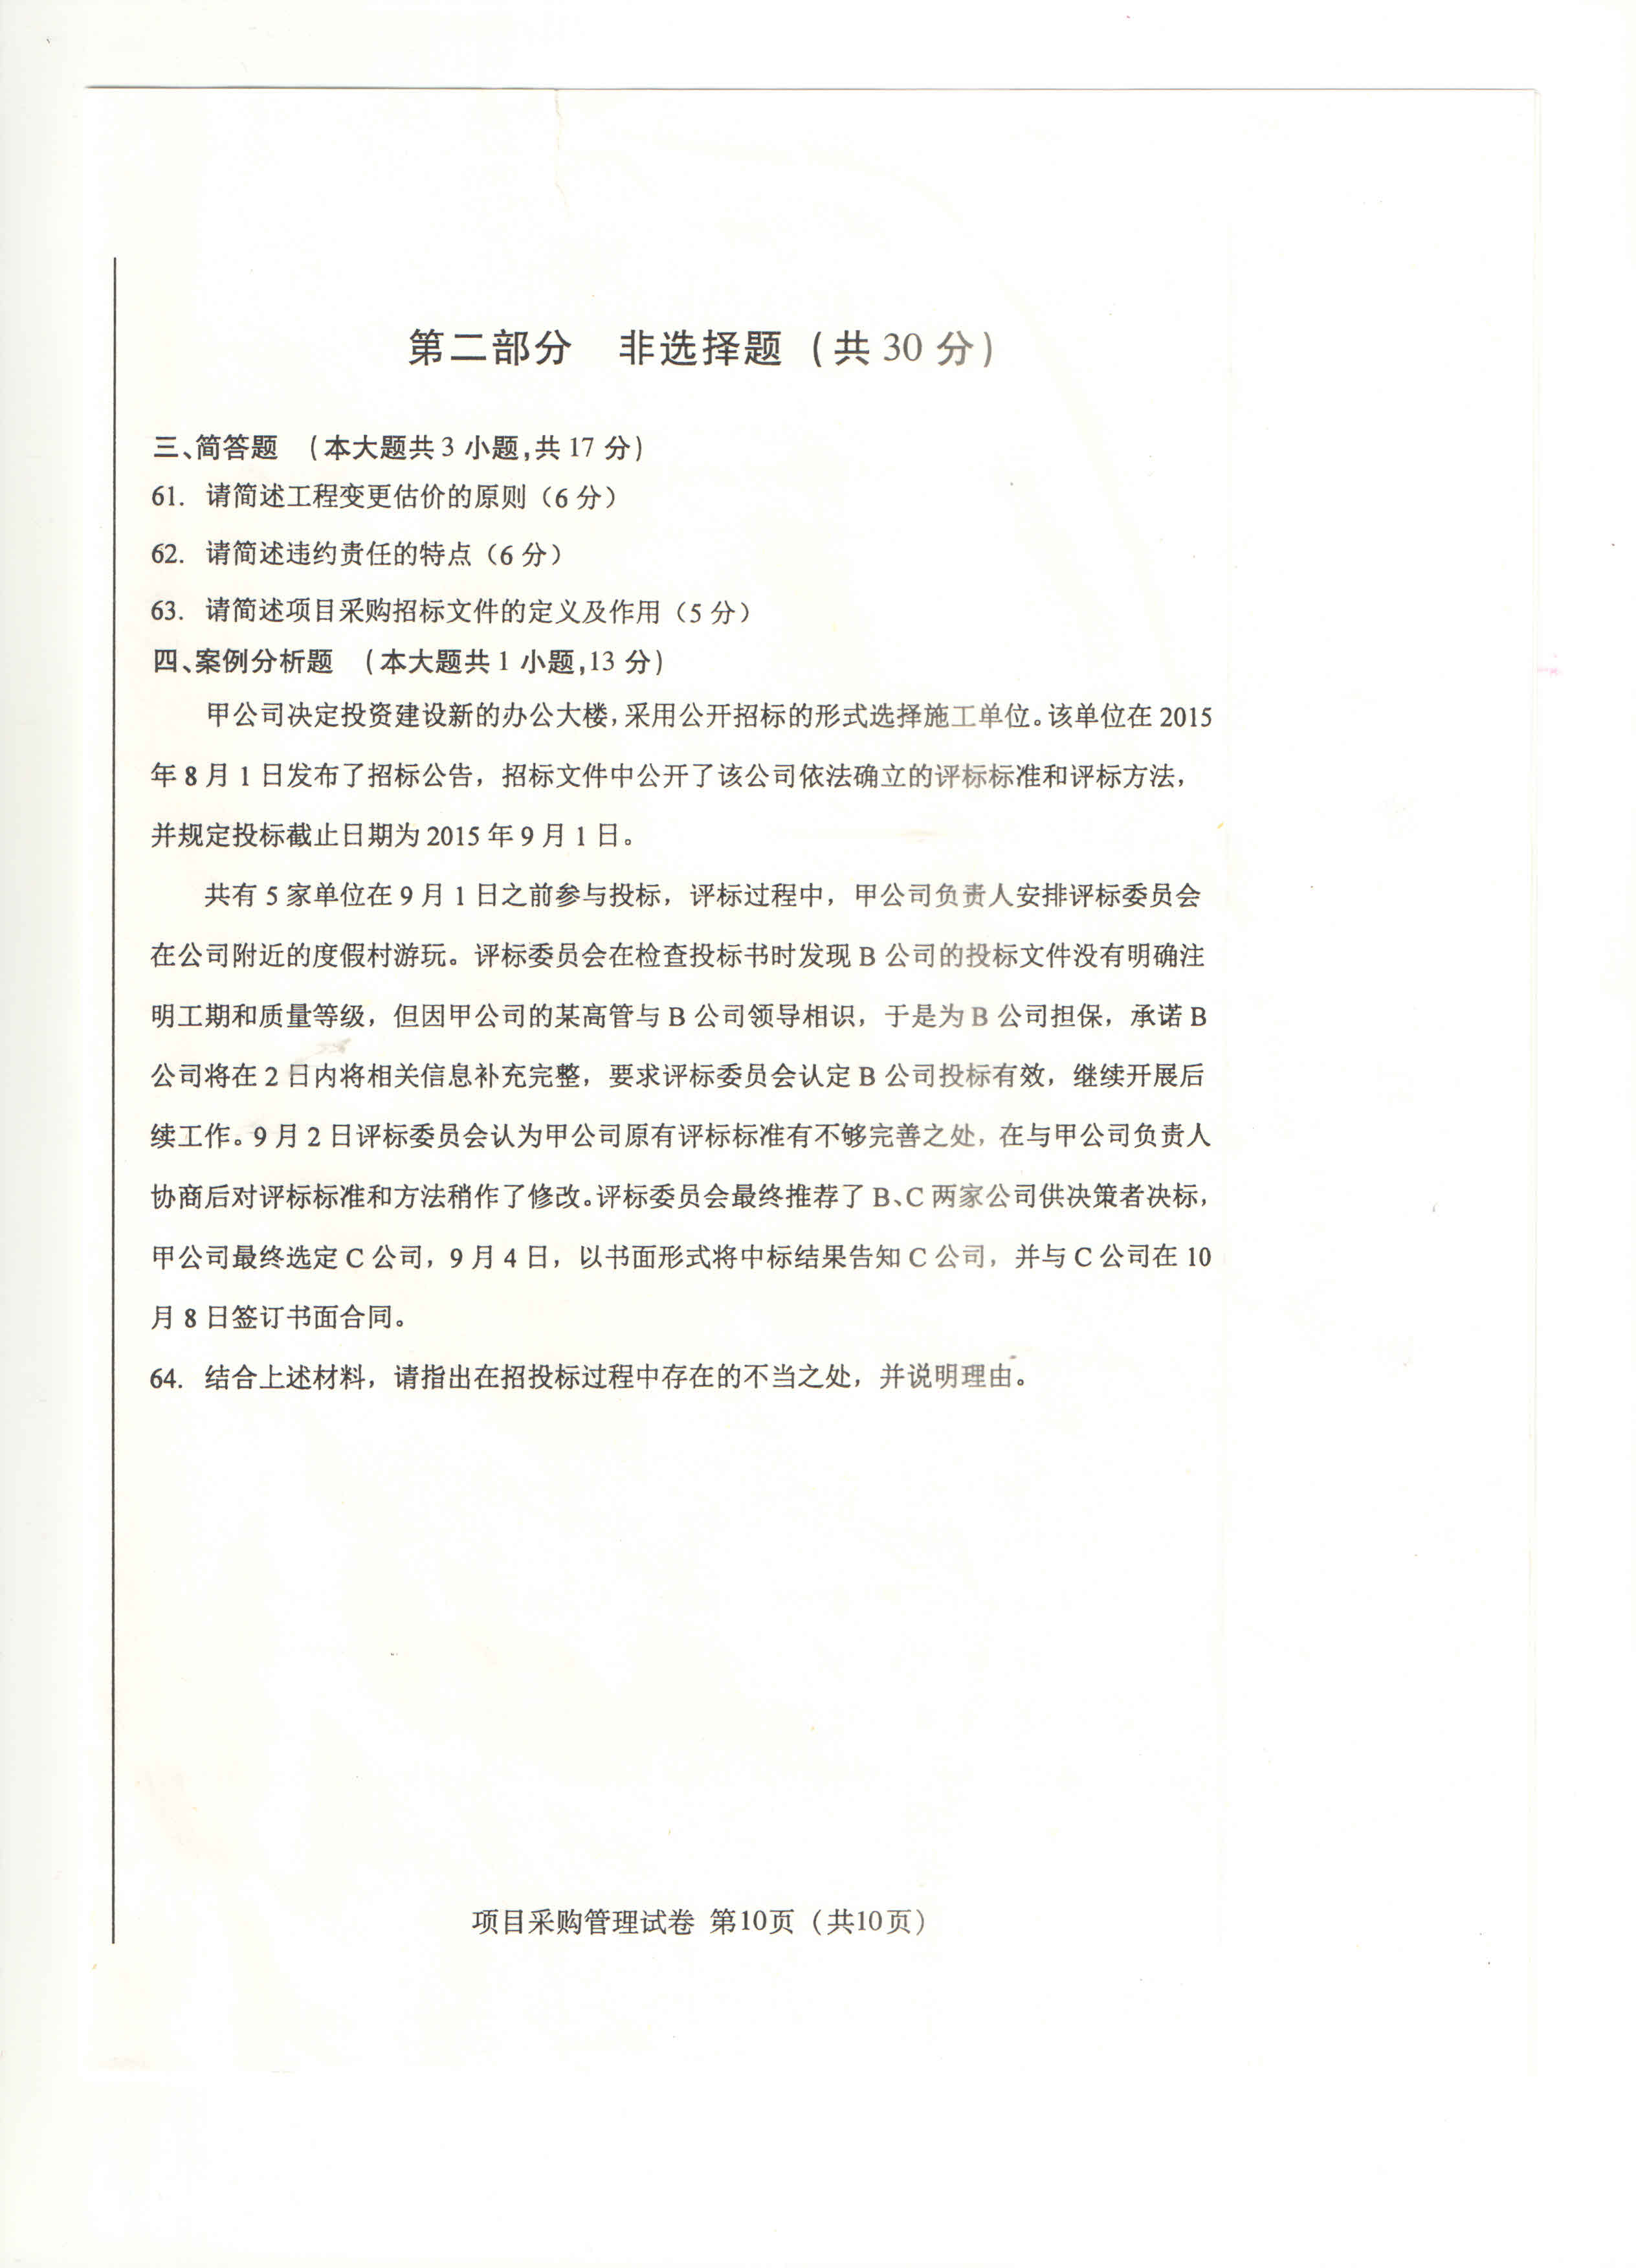 第二部分 非选择题 (共 30 分)
三、简答题 (本大题共 3 小题,共 17 分)
61. 请简述工程变更估价的原则（6 分）
62. 请简述违约责任的特点（6 分）
63. 请简述项目采购招标文件的定义及作用（5 分）
四、案例分析题 (本大题共 1 小题,13 分)
甲公司决定投资建设新的办公大楼,采用公开招标的形式选择施工单位。该单位在 2015
年 8 月 1 日发布了招标公告，招标文件中公开了该公司依法确立的评标标准和评标方法，
并规定投标截止日期为 2015 年 9 月 1 日。
共有 5 家单位在 9 月 1 日之前参与投标，评标过程中，甲公司负责人安排评标委员会
在公司附近的度假村游玩。评标委员会在检查投标书时发现 B 公司的投标文件没有明确注
明工期和质量等级，但因甲公司的某高管与 B 公司领导相识，于是为 B 公司担保，承诺 B
公司将在 2 日内将相关信息补充完整，要求评标委员会认定 B 公司投标有效，继续开展后
续工作。9 月 2 日评标委员会认为甲公司原有评标标准有不够完善之处，在与甲公司负责人
协商后对评标标准和方法稍作了修改。评标委员会最终推荐了 B、C 两家公司供决策者决标，
甲公司最终选定 C 公司，9 月 4 日，以书面形式将中标结果告知 C 公司，并与 C 公司在 10
月 8 日签订书面合同。
64. 结合上述材料，请指出在招投标过程中存在的不当之处，并说明理由。
项目采购管理试卷 第10页（共10页）